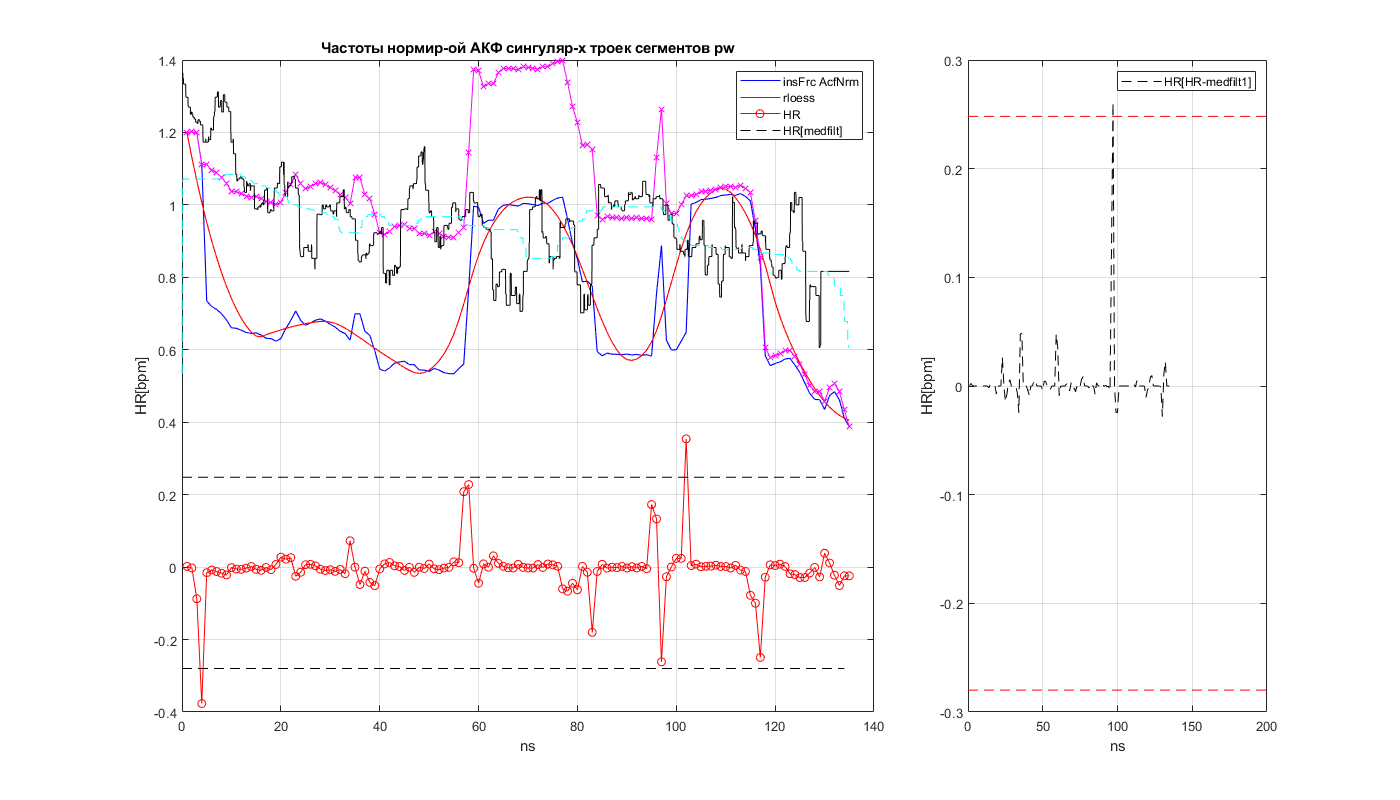 Частоты нормир-ой АКФ сингуляр-х троек сегментов pw
1.4
1.2
1
0.8
0.6
0.4
0.2
0
-0.2
-0.4
HR[bpm]
0 20 40 60 80 100 120 140
ns
insFrc AcfNrm
rloess
HR
HR[medfilt]
0.3
0.2
0.1
0
-0.1
-0.2
-0.3
HR[bpm]
0 50 100 150 200
ns
HR[HR-medfilt1]